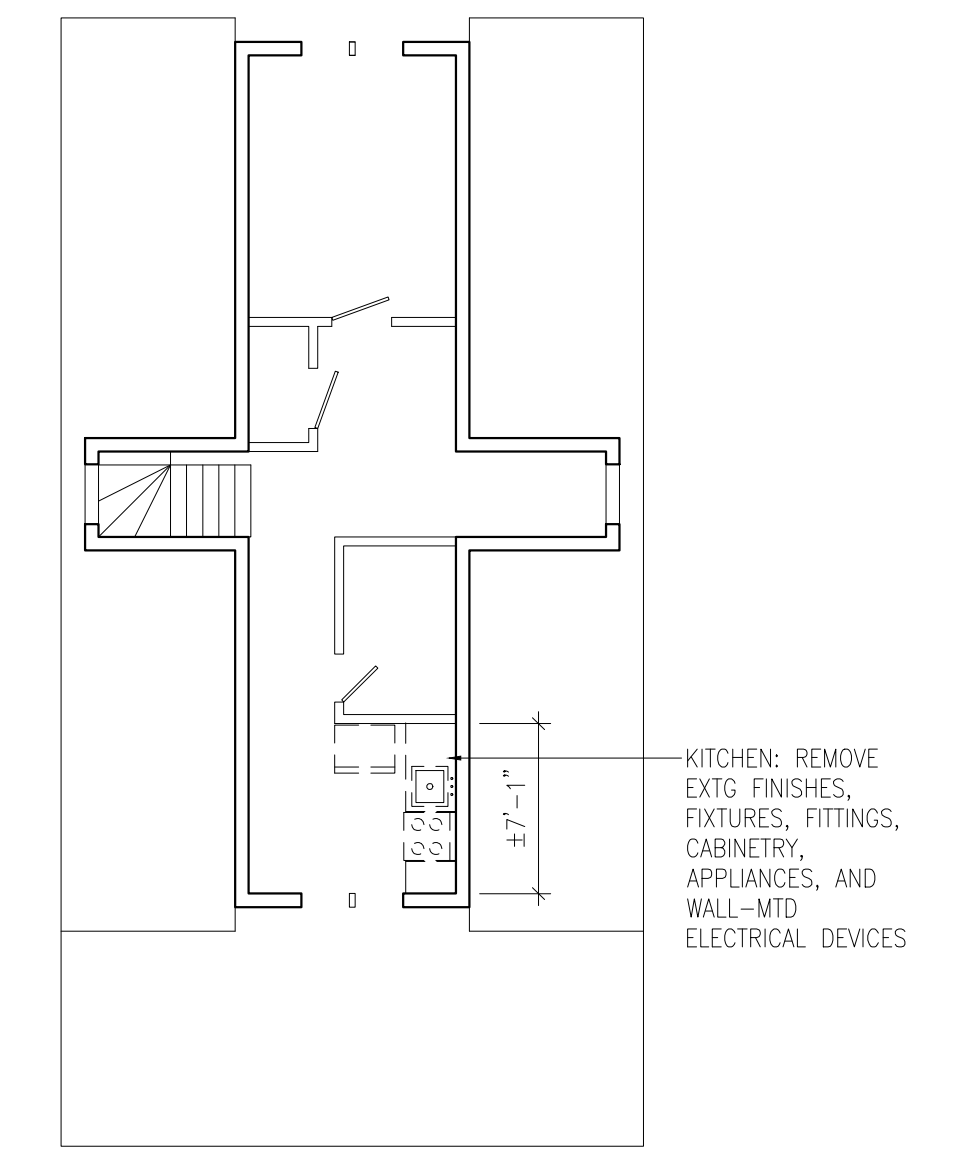 KITCHEN: REMOVE
EXTG FINISHES,
FIXTURES, FITTINGS,
CABINETRY,
APPLIANCES, AND
WALL-MTD
ELECTRICAL DEVICES
±7'-1"